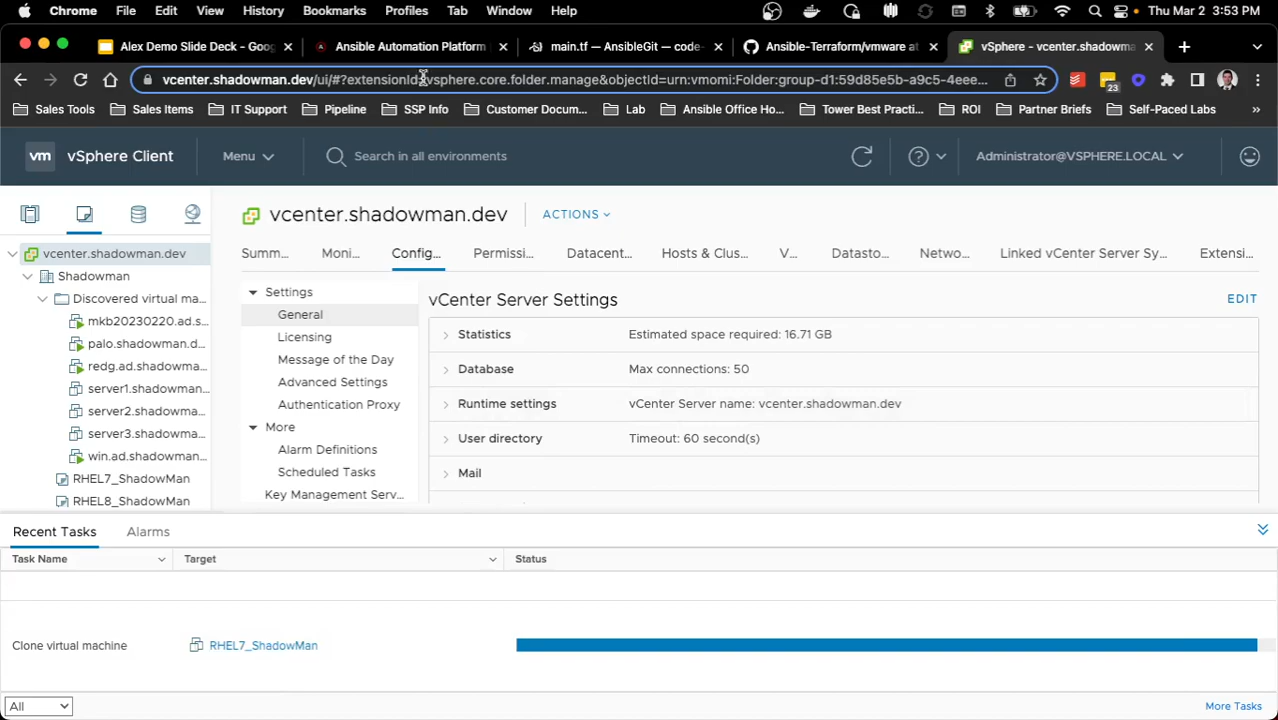 Chrome File Edit View History Bookmarks Profiles Tab Window Help Thu Mar 2 3:53 PM
Alex Demo Slide Deck - Goo Ansible Automation Platform main.tf — AnsibleGit — code- Ansible-Terraform/vmware at vSphere - vcenter.shadowma
vcenter.shadowman.dev/ui/#?extensionId=vsphere.core.folder.manage&objectId=urn:vmomi:Folder:group-d1:59d85e5b-a9c5-4eee... 23
Sales Tools Sales Items IT Support Pipeline SSP Info Customer Docum... Lab Ansible Office Ho... Tower Best Practi... ROI Partner Briefs Self-Paced Labs »
vm vSphere Client Menu Search in all environments Administrator@VSPHERE.LOCAL
vcenter.shadowman.dev ACTIONS
Summ... Moni... Config... Permissi... Datacent... Hosts & Clus... V... Datasto... Netwo... Linked vCenter Server Sy... Extensi...
vcenter.shadowman.dev
Shadowman
Discovered virtual ma...
mkb20230220.ad.s...
palo.shadowman.d...
redg.ad.shadowma...
server1.shadowman...
server2.shadowma...
server3.shadowma...
win.ad.shadowman...
RHEL7_ShadowMan
RHEL8_ShadowMan
Settings
General
Licensing
Message of the Day
Advanced Settings
Authentication Proxy
More
Alarm Definitions
Scheduled Tasks
Key Management Serv...
vCenter Server Settings EDIT
Statistics Estimated space required: 16.71 GB
Database Max connections: 50
Runtime settings vCenter Server name: vcenter.shadowman.dev
User directory Timeout: 60 second(s)
Mail
Recent Tasks Alarms
Task Name Target Status
Clone virtual machine RHEL7_ShadowMan
All More Tasks